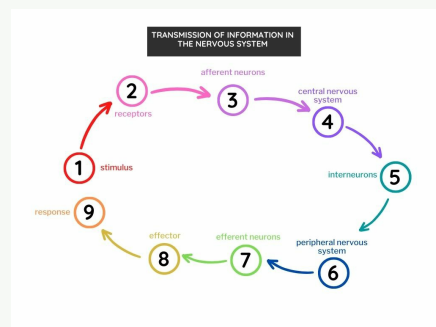 TRANSMISSION OF INFORMATION IN
THE NERVOUS SYSTEM
1
stimulus
2
receptors
afferent neurons
3
central nervous
system
4
interneurons
5
peripheral nervous
system
6
efferent neurons
7
effector
8
response
9